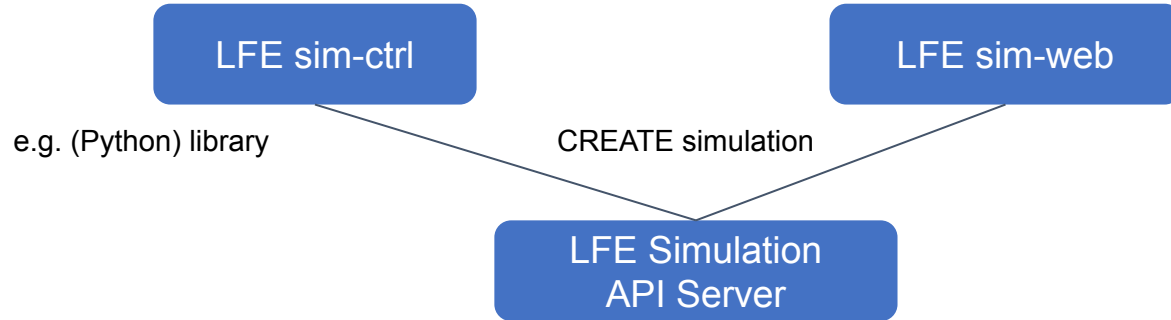 LFE sim-ctrl
LFE sim-web
e.g. (Python) library
CREATE simulation
LFE Simulation
API Server